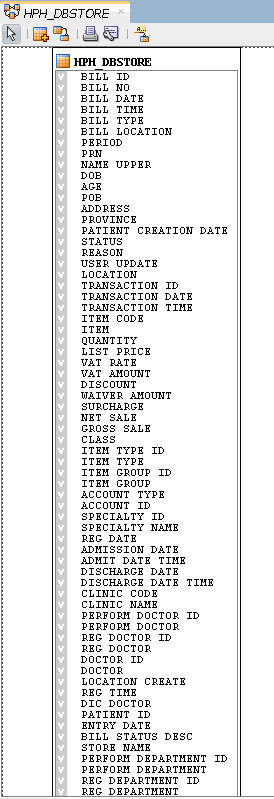 HPH_DBSTORE
HPH_DBSTORE
BILL ID
BILL NO
BILL DATE
BILL TIME
BILL TYPE
BILL LOCATION
PERIOD
PRN
NAME UPPER
DOB
AGE
POB
ADDRESS
PROVINCE
PATIENT CREATION DATE
STATUS
REASON
USER UPDATE
LOCATION
TRANSACTION ID
TRANSACTION DATE
TRANSACTION TIME
ITEM CODE
ITEM
QUANTITY
LIST PRICE
VAT RATE
VAT AMOUNT
DISCOUNT
WAIVER AMOUNT
SURCHARGE
NET SALE
GROSS SALE
CLASS
ITEM TYPE ID
ITEM TYPE
ITEM GROUP ID
ITEM GROUP
ACCOUNT TYPE
ACCOUNT ID
SPECIALTY ID
SPECIALTY NAME
REG DATE
ADMISSION DATE
ADMIT DATE TIME
DISCHARGE DATE
DISCHARGE DATE TIME
CLINIC CODE
CLINIC NAME
PERFORM DOCTOR ID
PERFORM DOCTOR
REG DOCTOR ID
REG DOCTOR
DOCTOR ID
DOCTOR
LOCATION CREATE
REG TIME
DIC DOCTOR
PATIENT ID
ENTRY DATE
BILL STATUS DESC
STORE NAME
PERFORM DEPARTMENT ID
PERFORM DEPARTMENT
REG DEPARTMENT ID
REG DEPARTMENT